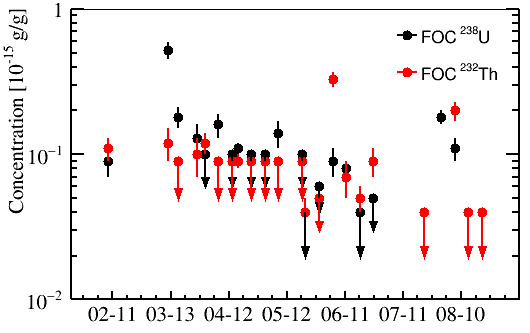 Concentration [10⁻¹⁵ g/g]
1
10⁻¹
10⁻²
FOC ²³⁸U
FOC ²³²Th
02-11 03-13 04-12 05-12 06-11 07-11 08-10